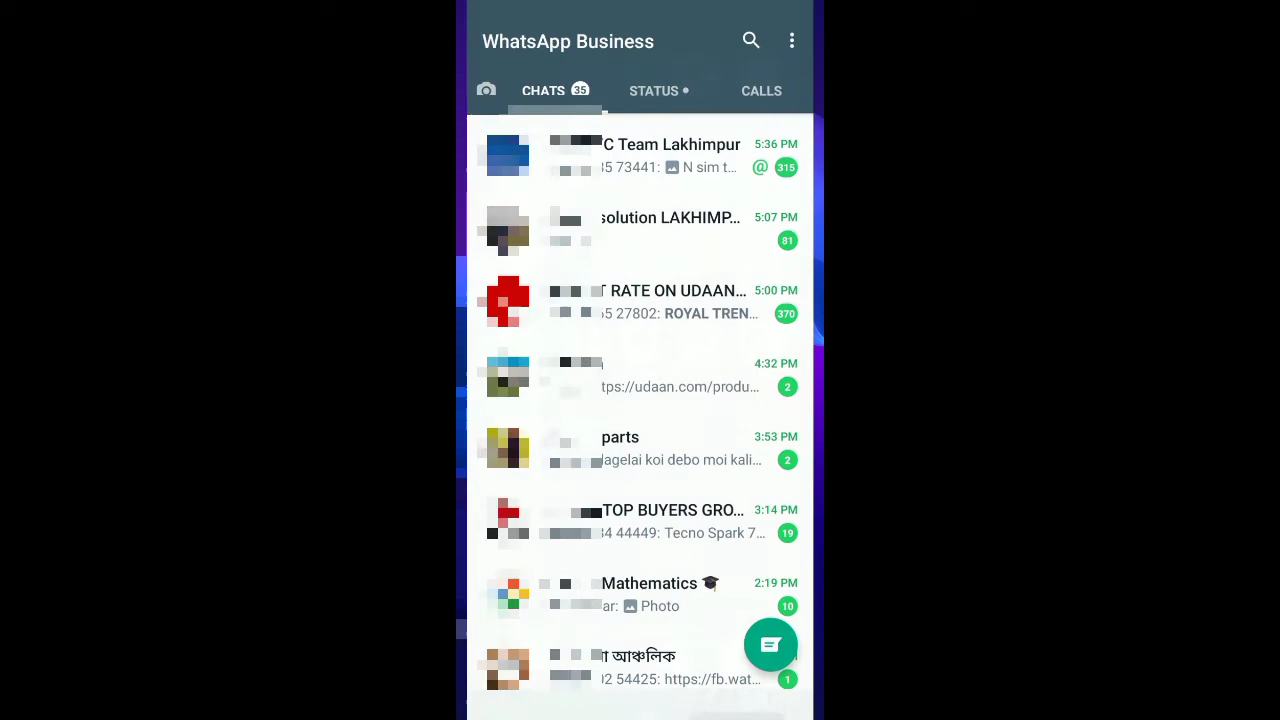 WhatsApp Business
CHATS 35 STATUS CALLS
C Team Lakhimpur 5:36 PM
35 73441: N sim t... @ 315
solution LAKHIMP... 5:07 PM
81
T RATE ON UDAAN... 5:00 PM
65 27802: ROYAL TREN... 370
4:32 PM
tps://udaan.com/produ... 2
parts 3:53 PM
lagelai koi debo moi kali... 2
TOP BUYERS GRO... 3:14 PM
34 44449: Tecno Spark 7... 19
Mathematics 🎓 2:19 PM
ar: Photo 10
া আঞ্চলিক
02 54425: https://fb.wat... 1